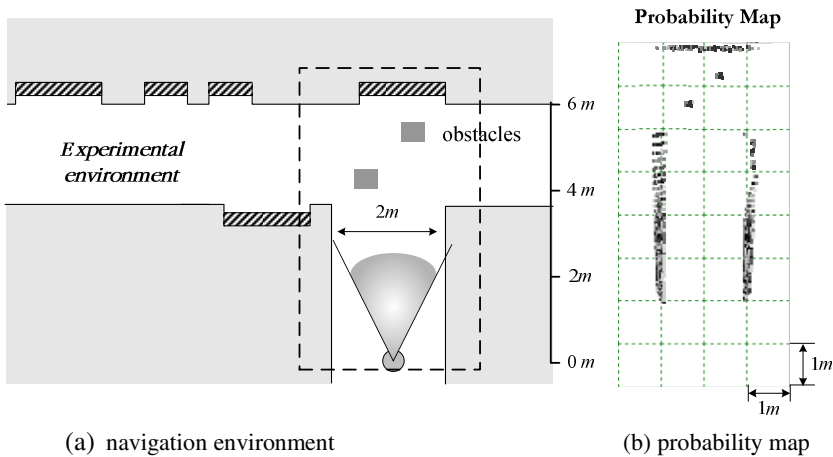 Probability Map
6 m
obstacles
Experimental
environment
4 m
2m
2m
0 m
1m
1m
(a) navigation environment
(b) probability map